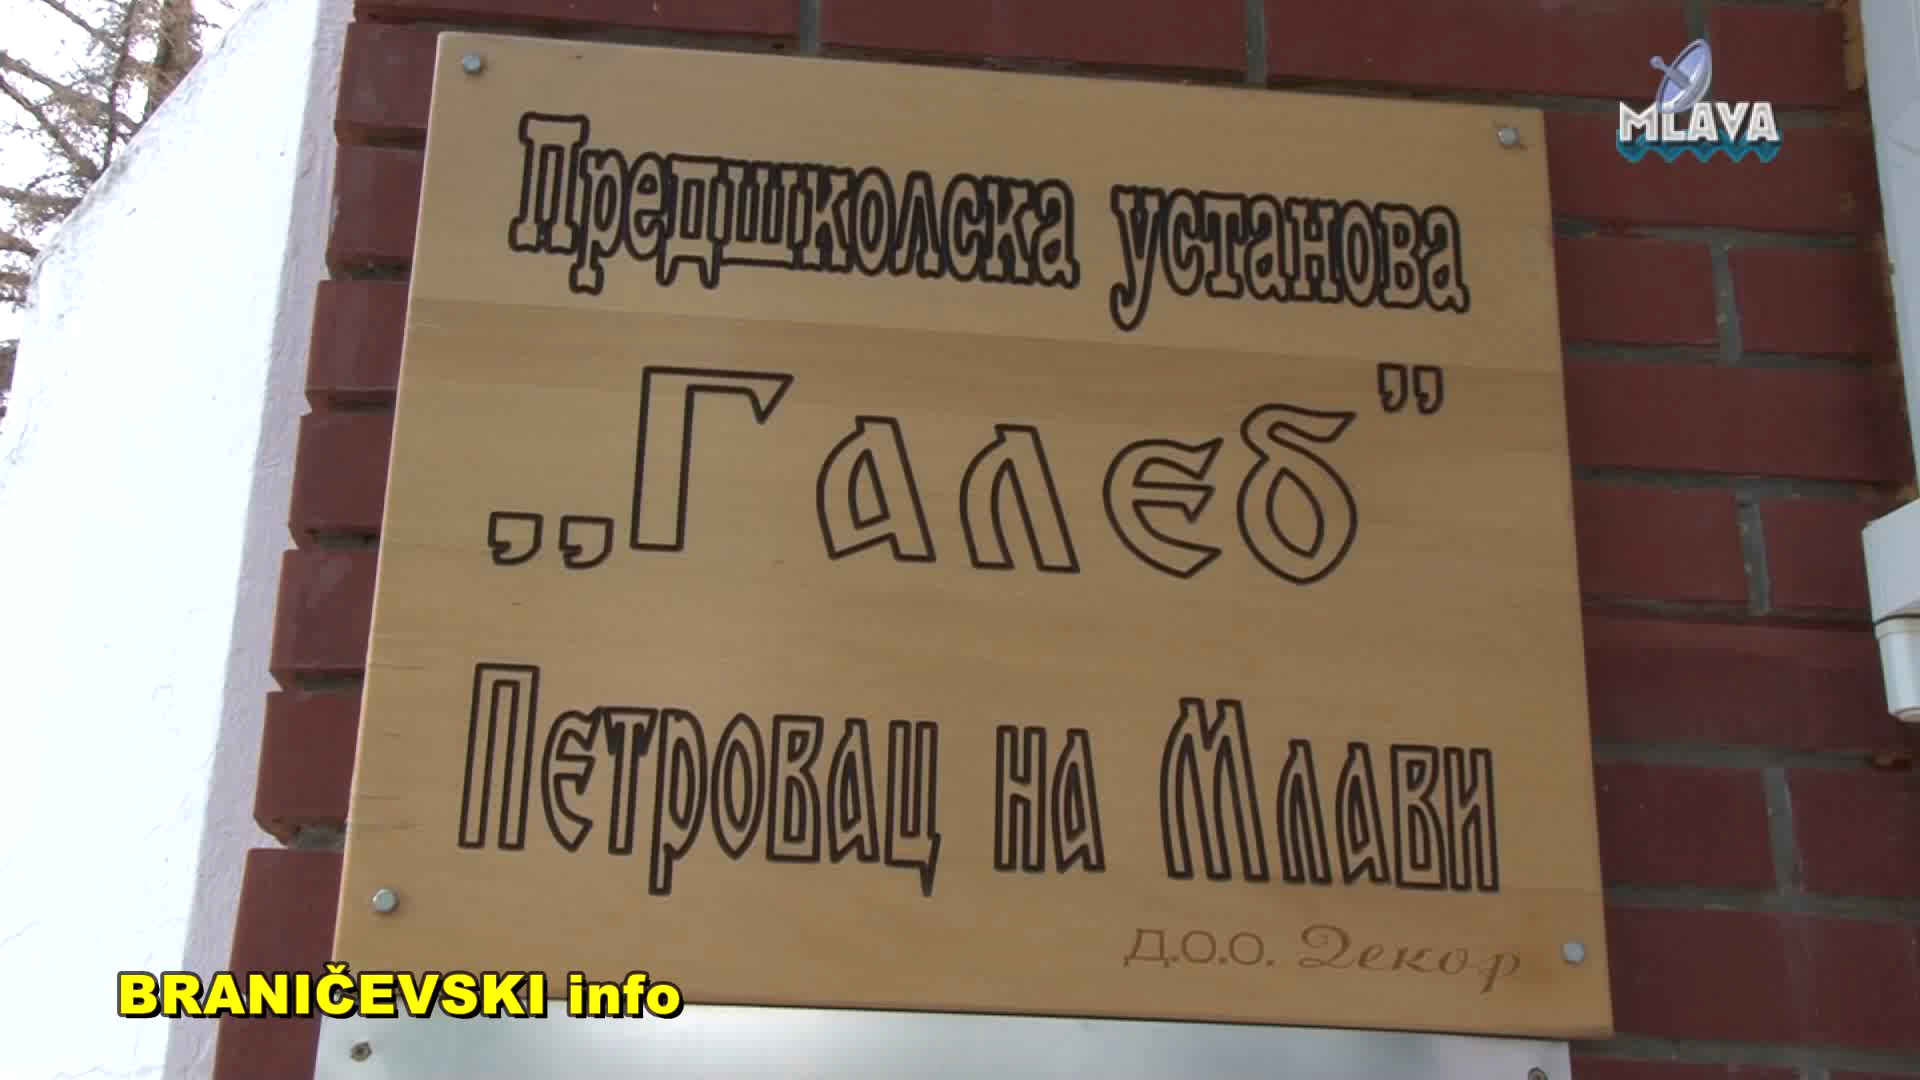 MLAVA
Предшколска установа
„Галеб”
Петровац на Млави
Д.О.О. Декор
BRANIČEVSKI info